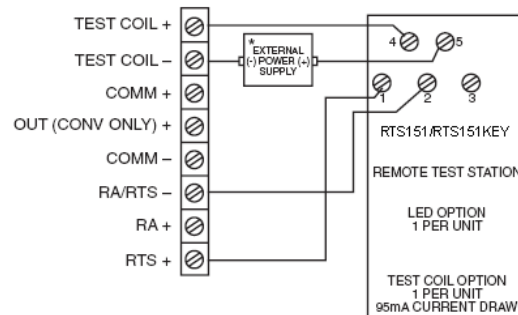 TEST COIL +
TEST COIL –
COMM +
OUT (CONV ONLY) +
COMM –
RA/RTS –
RA +
RTS +
*
EXTERNAL
(-) POWER (+)
SUPPLY
4 5
1 2 3
RTS151/RTS151KEY
REMOTE TEST STATION
LED OPTION
1 PER UNIT
TEST COIL OPTION
1 PER UNIT
95mA CURRENT DRAW